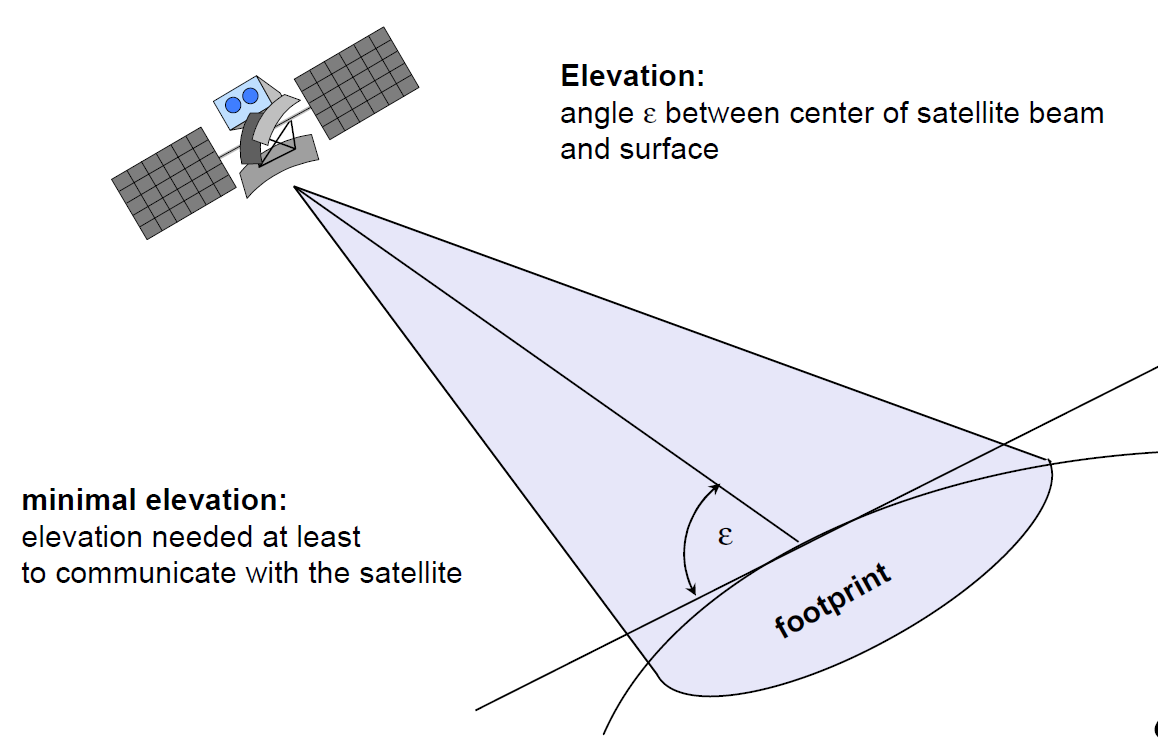 Elevation:
angle ε between center of satellite beam
and surface
minimal elevation:
elevation needed at least
to communicate with the satellite
ε
footprint